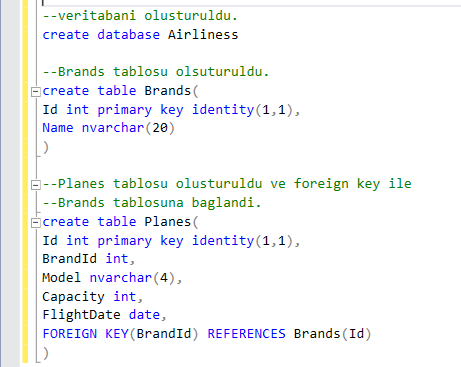 --veritabani olusturuldu.
create database Airliness
--Brands tablosu olsuturuldu.
create table Brands(
Id int primary key identity(1,1),
Name nvarchar(20)
)
--Planes tablosu olusturuldu ve foreign key ile
--Brands tablosuna baglandi.
create table Planes(
Id int primary key identity(1,1),
BrandId int,
Model nvarchar(4),
Capacity int,
FlightDate date,
FOREIGN KEY(BrandId) REFERENCES Brands(Id)
)